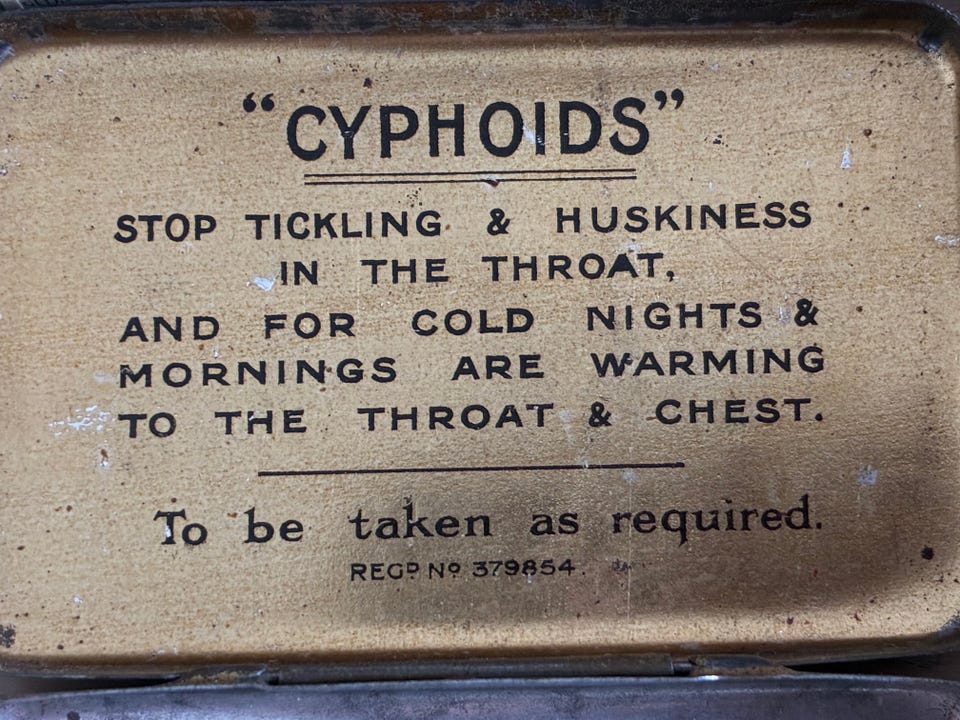 "CYPHOIDS"
STOP TICKLING & HUSKINESS
IN THE THROAT,
AND FOR COLD NIGHTS &
MORNINGS ARE WARMING
TO THE THROAT & CHEST.
To be taken as required.
REGD No 379854.